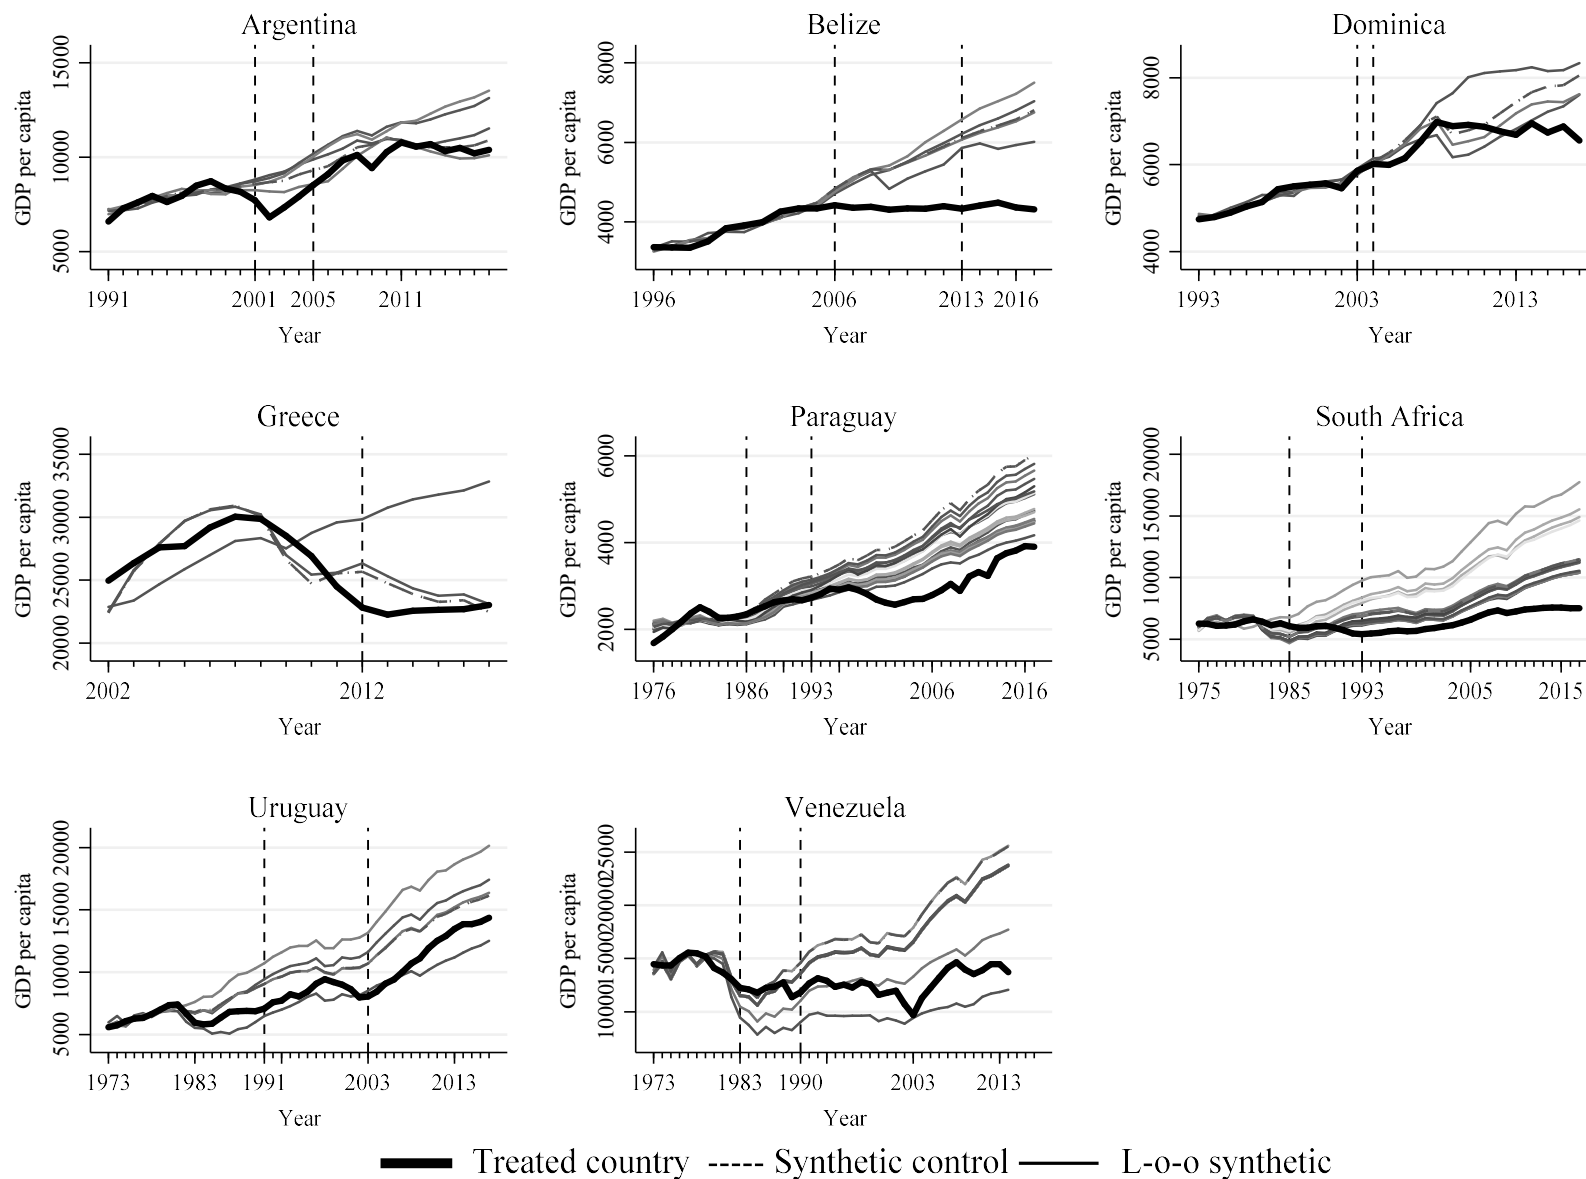 Argentina
GDP per capita
15000
10000
5000
1991 2001 2005 2011
Year
Belize
GDP per capita
8000
6000
4000
1996 2006 2013 2016
Year
Dominica
GDP per capita
8000
6000
4000
1993 2003 2013
Year
Greece
GDP per capita
35000
30000
25000
20000
2002 2012
Year
Paraguay
GDP per capita
6000
4000
2000
1976 1986 1993 2006 2016
Year
South Africa
GDP per capita
20000
15000
10000
5000
1975 1985 1993 2005 2015
Year
Uruguay
GDP per capita
20000
15000
10000
5000
1973 1983 1991 2003 2013
Year
Venezuela
GDP per capita
25000
20000
15000
10000
1973 1983 1990 2003 2013
Year
Treated country Synthetic control L-o-o synthetic